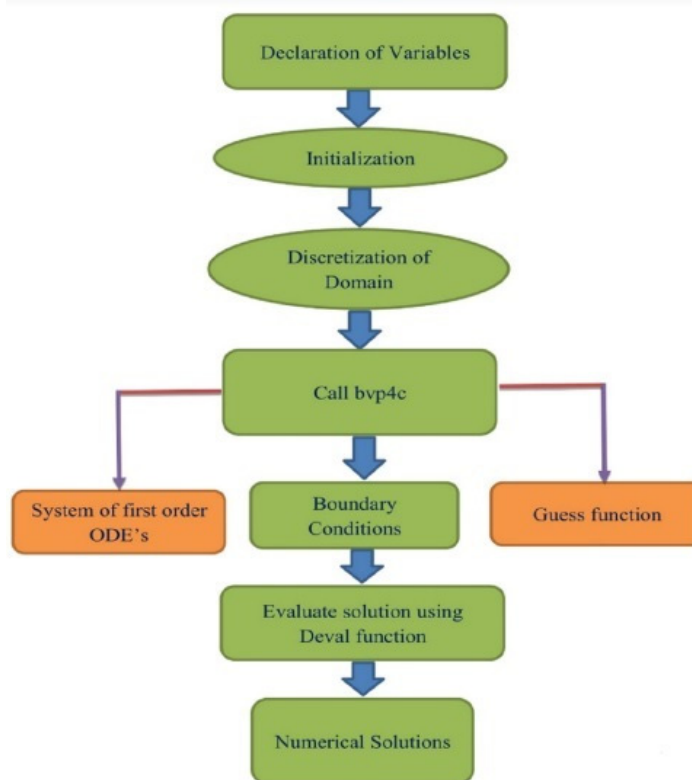 Declaration of Variables
Initialization
Discretization of
Domain
Call bvp4c
System of first order
ODE's
Boundary
Conditions
Guess function
Evaluate solution using
Deval function
Numerical Solutions